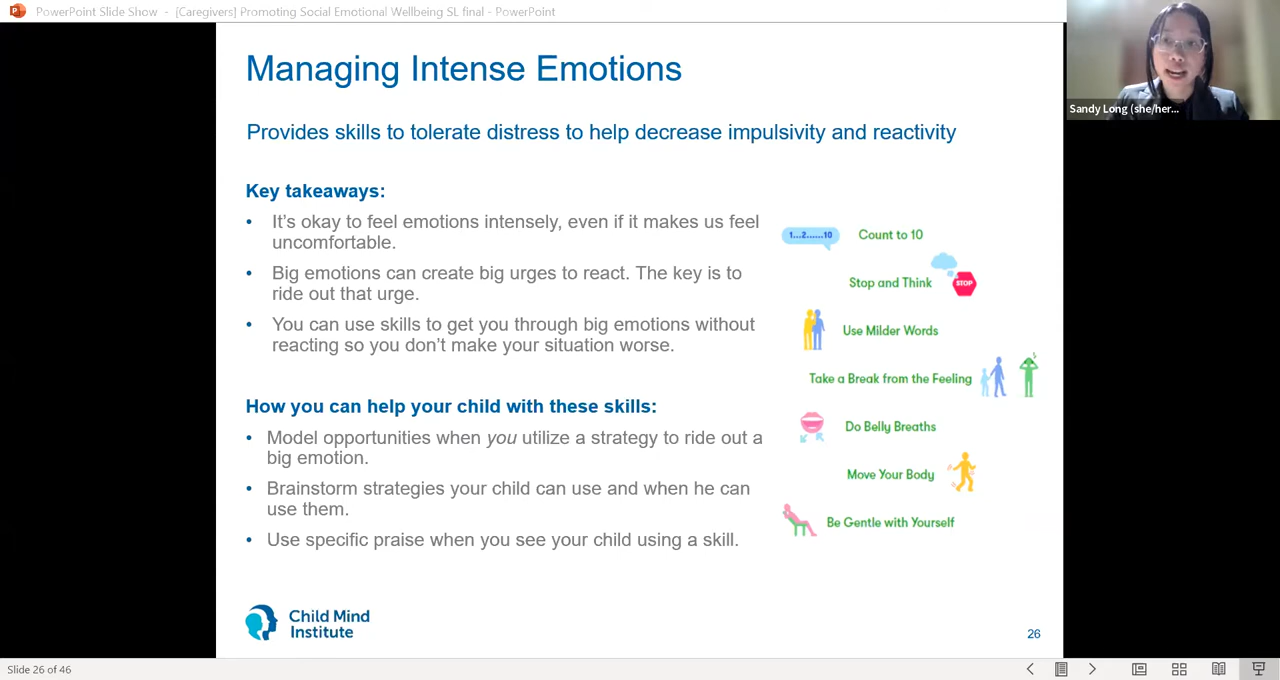 PowerPoint Slide Show - [Caregivers] Promoting Social Emotional Wellbeing SL final - PowerPoint
Sandy Long (she/her...
Managing Intense Emotions
Provides skills to tolerate distress to help decrease impulsivity and reactivity
Key takeaways:
• It’s okay to feel emotions intensely, even if it makes us feel
uncomfortable.
• Big emotions can create big urges to react. The key is to
ride out that urge.
• You can use skills to get you through big emotions without
reacting so you don’t make your situation worse.
How you can help your child with these skills:
• Model opportunities when you utilize a strategy to ride out a
big emotion.
• Brainstorm strategies your child can use and when he can
use them.
• Use specific praise when you see your child using a skill.
1...2......10 Count to 10
Stop and Think STOP
Use Milder Words
Take a Break from the Feeling
Do Belly Breaths
Move Your Body
Be Gentle with Yourself
Child Mind
Institute
26
Slide 26 of 46